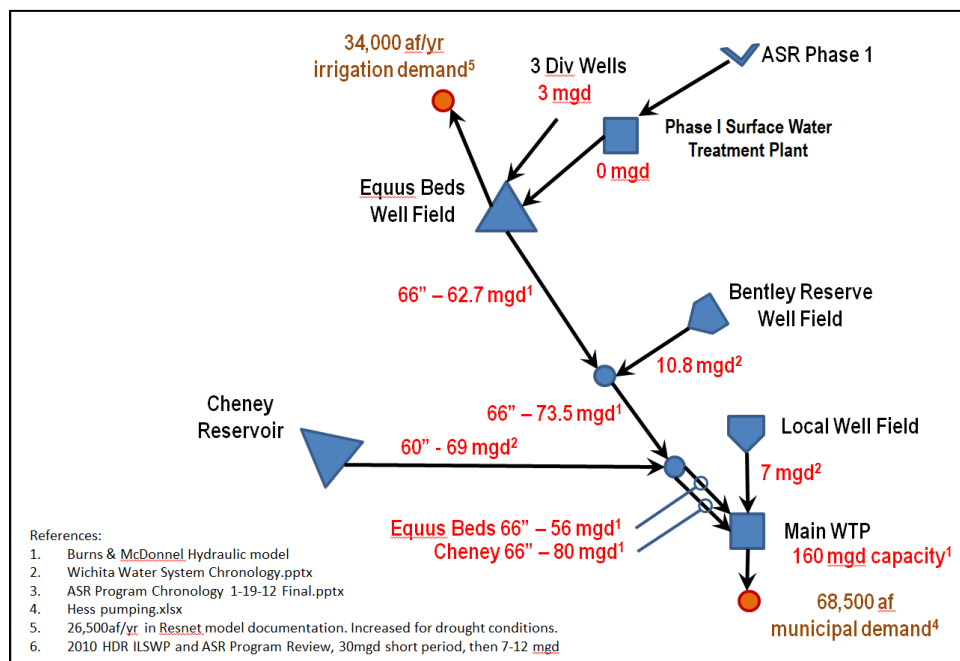 34,000 af/yr
irrigation demand5
3 Div Wells
3 mgd
ASR Phase 1
Phase I Surface Water
Treatment Plant
0 mgd
Equus Beds
Well Field
66” – 62.7 mgd1
Bentley Reserve
Well Field
10.8 mgd2
Cheney
Reservoir
66” – 73.5 mgd1
60” - 69 mgd2
Local Well Field
7 mgd2
Equus Beds 66” – 56 mgd1
Cheney 66” – 80 mgd1
Main WTP
160 mgd capacity1
68,500 af
municipal demand4
References:
1. Burns & McDonnel Hydraulic model
2. Wichita Water System Chronology.pptx
3. ASR Program Chronology 1-19-12 Final.pptx
4. Hess pumping.xlsx
5. 26,500af/yr in Resnet model documentation. Increased for drought conditions.
6. 2010 HDR ILSWP and ASR Program Review, 30mgd short period, then 7-12 mgd